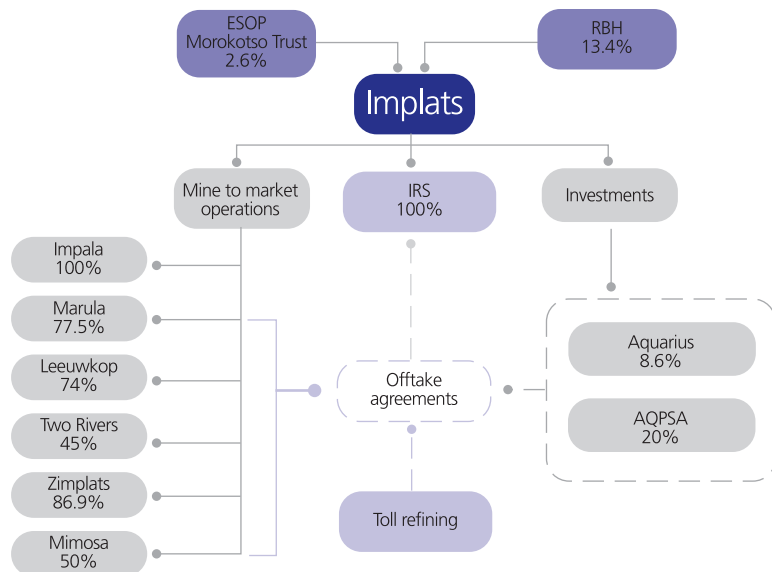 ESOP
Morokotso Trust
2.6%
RBH
13.4%
Implats
Mine to market
operations
IRS
100%
Investments
Impala
100%
Marula
77.5%
Leeuwkop
74%
Two Rivers
45%
Zimplats
86.9%
Mimosa
50%
Offtake
agreements
Toll refining
Aquarius
8.6%
AQPSA
20%